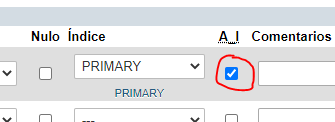 Nulo Índice A_I Comentarios
PRIMARY
PRIMARY
---